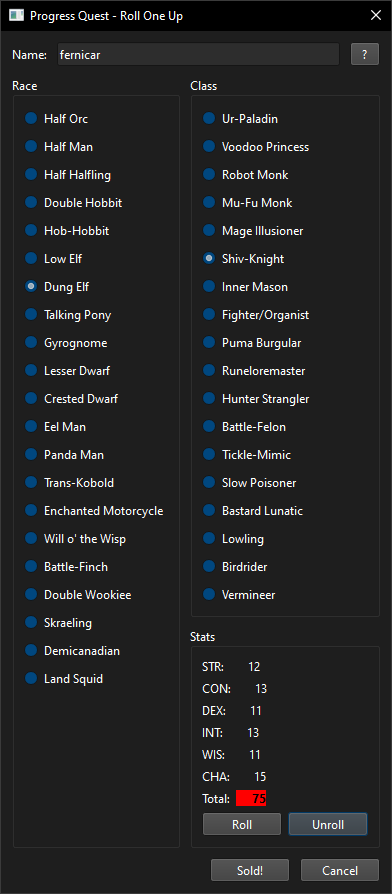 Progress Quest - Roll One Up
Name: fernicar ?
Race
Half Orc
Half Man
Half Halfling
Double Hobbit
Hob-Hobbit
Low Elf
Dung Elf
Talking Pony
Gyrognome
Lesser Dwarf
Crested Dwarf
Eel Man
Panda Man
Trans-Kobold
Enchanted Motorcycle
Will o' the Wisp
Battle-Finch
Double Wookiee
Skraeling
Demicanadian
Land Squid
Class
Ur-Paladin
Voodoo Princess
Robot Monk
Mu-Fu Monk
Mage Illusioner
Shiv-Knight
Inner Mason
Fighter/Organist
Puma Burgular
Runeloremaster
Hunter Strangler
Battle-Felon
Tickle-Mimic
Slow Poisoner
Bastard Lunatic
Lowling
Birdrider
Vermineer
Stats
STR: 12
CON: 13
DEX: 11
INT: 13
WIS: 11
CHA: 15
Total: 75
Roll Unroll
Sold! Cancel